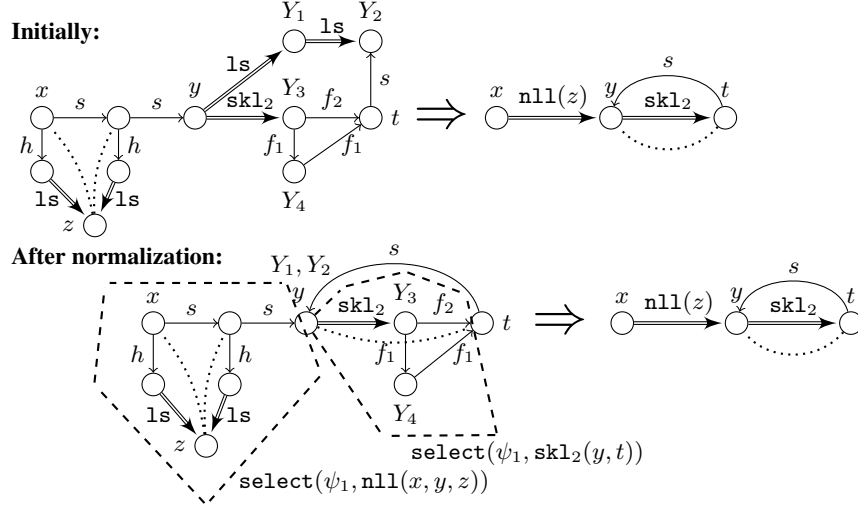 Initially:
Y₁ Y₂
ls
ls
x y Y₃
s s skl₂ f₂ t
s
h h f₁ f₁
Y₄
ls ls
z
⇒
x nll(z) y skl₂ t
s
After normalization:
Y₁, Y₂ s
x y Y₃
s s skl₂ f₂ t
h h f₁ f₁
Y₄
ls ls
z
select(ψ₁, skl₂(y, t))
select(ψ₁, nll(x, y, z))
⇒
s
x nll(z) y skl₂ t